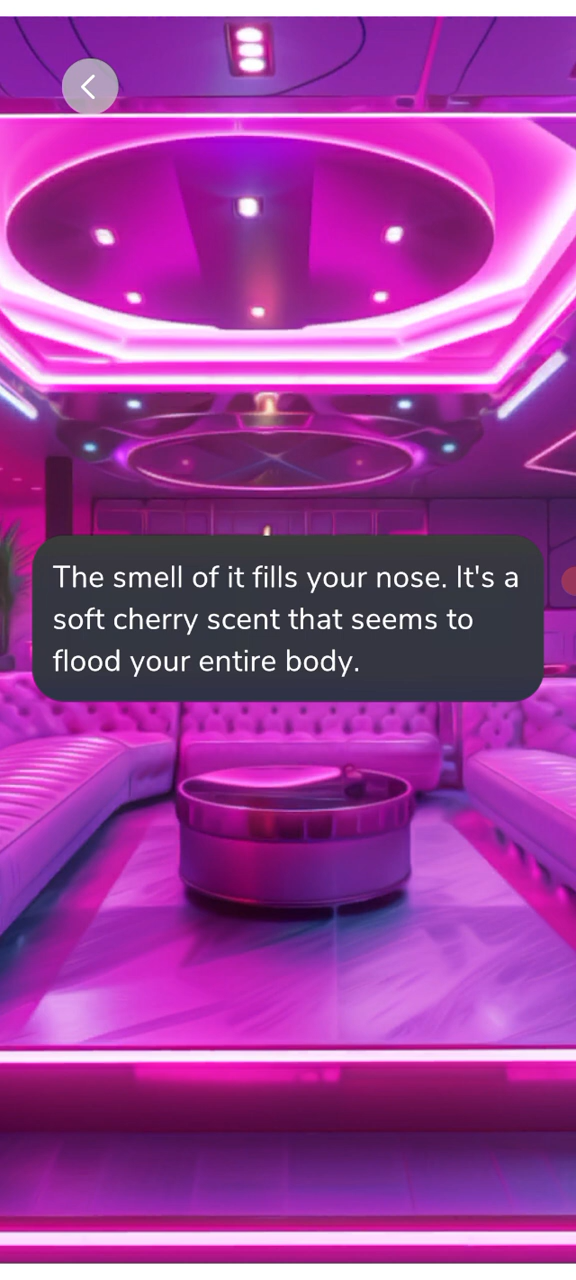 The smell of it fills your nose. It's a
soft cherry scent that seems to
flood your entire body.